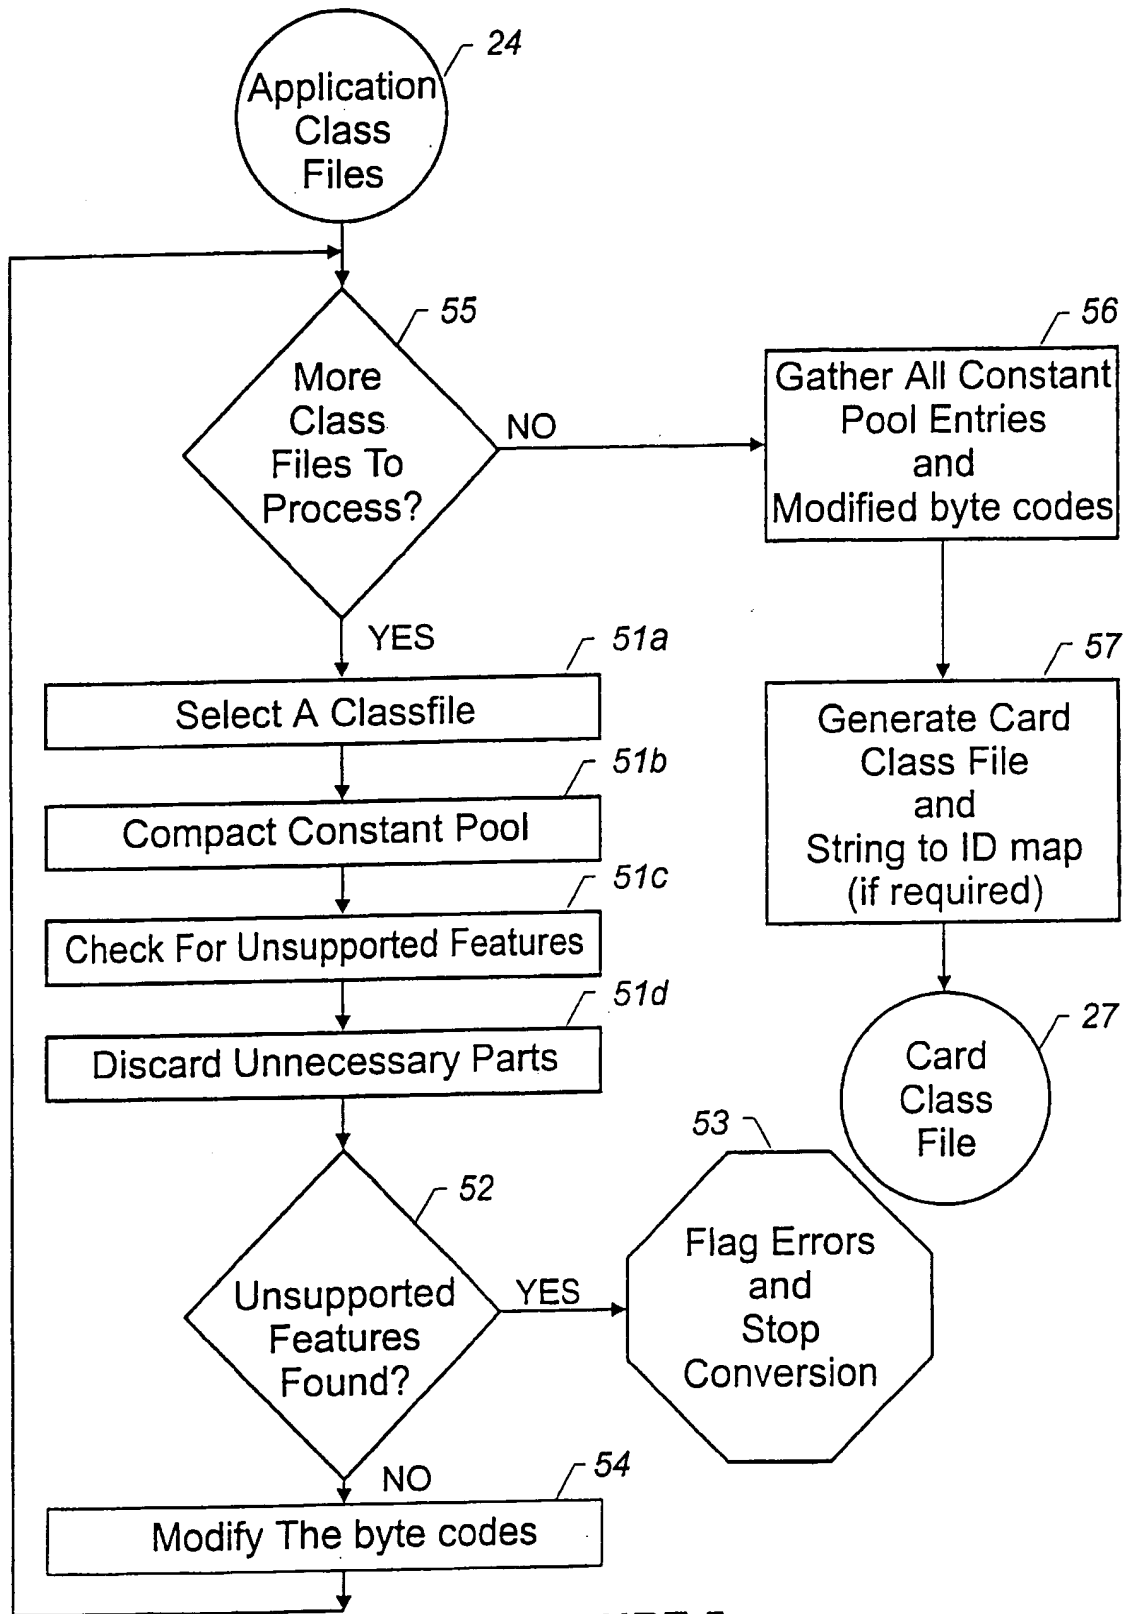 24
Application
Class
Files
55
More
Class
Files To
Process?
NO
YES
56
Gather All Constant
Pool Entries
and
Modified byte codes
51a
Select A Classfile
51b
Compact Constant Pool
51c
Check For Unsupported Features
51d
Discard Unnecessary Parts
57
Generate Card
Class File
and
String to ID map
(if required)
27
Card
Class
File
52
Unsupported
Features
Found?
YES
NO
53
Flag Errors
and
Stop
Conversion
54
Modify The byte codes